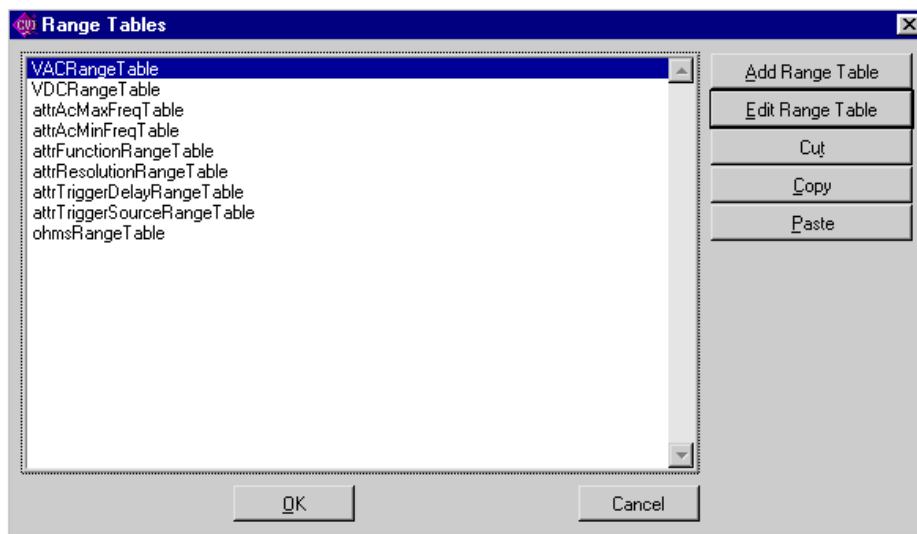 CVI Range Tables
VACRangeTable
VDCRangeTable
attrAcMaxFreqTable
attrAcMinFreqTable
attrFunctionRangeTable
attrResolutionRangeTable
attrTriggerDelayRangeTable
attrTriggerSourceRangeTable
ohmsRangeTable
Add Range Table
Edit Range Table
Cut
Copy
Paste
OK
Cancel